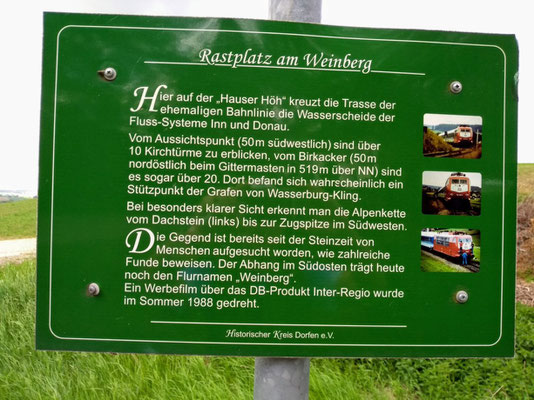 Rastplatz am Weinberg
Hier auf der „Hauser Höh“ kreuzt die Trasse der
ehemaligen Bahnlinie die Wasserscheide der
Fluss-Systeme Inn und Donau.
Vom Aussichtspunkt (50 m südwestlich) sind über
10 Kirchtürme zu erblicken, vom Birkacker (50 m
nordöstlich beim Gittermasten in 519 m über NN) sind
es sogar über 20. Dort befand sich wahrscheinlich ein
Stützpunkt der Grafen von Wasserburg-Kling.
Bei besonders klarer Sicht erkennt man die Alpenkette
vom Dachstein (links) bis zur Zugspitze im Südwesten.
Die Gegend ist bereits seit der Steinzeit von
Menschen aufgesucht worden, wie zahlreiche
Funde beweisen. Der Abhang im Südosten trägt heute
noch den Flurnamen „Weinberg“.
Ein Werbefilm über das DB-Produkt Inter-Regio wurde
im Sommer 1988 gedreht.
Historischer Kreis Dorfen e.V.